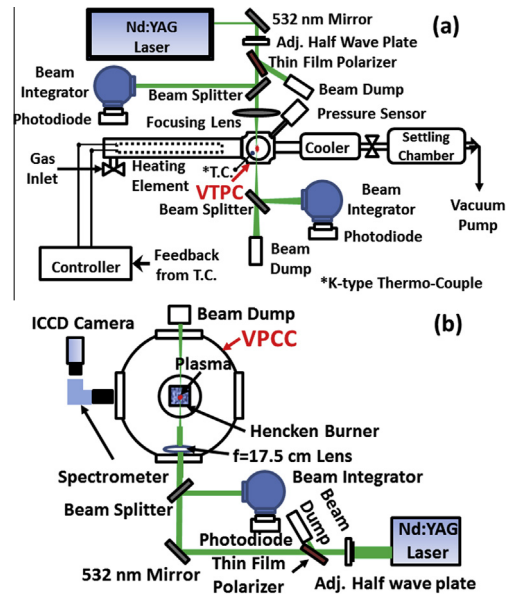 (a)
Nd:YAG
Laser
532 nm Mirror
Adj. Half Wave Plate
Thin Film Polarizer
Beam
Integrator
Photodiode
Beam Splitter
Beam Dump
Focusing Lens
Pressure Sensor
Cooler
Settling
Chamber
Gas
Inlet
Heating
Element
*T.C.
VTPC
Beam Splitter
Beam
Integrator
Photodiode
Vacuum
Pump
Controller
Feedback
from T.C.
Beam
Dump
*K-type Thermo-Couple
(b)
Beam Dump
ICCD Camera
VPCC
Plasma
Hencken Burner
f=17.5 cm Lens
Spectrometer
Beam Splitter
Beam Integrator
Photodiode
Beam
Dump
Nd:YAG
Laser
532 nm Mirror
Thin Film
Polarizer
Adj. Half wave plate